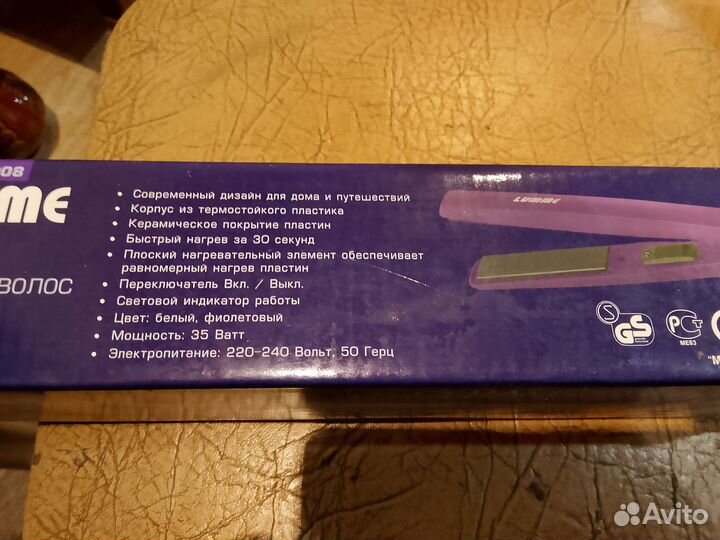 08
ME
ВОЛОС
• Современный дизайн для дома и путешествий
• Корпус из термостойкого пластика
• Керамическое покрытие пластин
• Быстрый нагрев за 30 секунд
• Плоский нагревательный элемент обеспечивает
равномерный нагрев пластин
• Переключатель Вкл. / Выкл.
• Световой индикатор работы
• Цвет: белый, фиолетовый
• Мощность: 35 Ватт
• Электропитание: 220-240 Вольт, 50 Герц
LUMME
S
GS
РСТ
МЕ83
"М
Avito